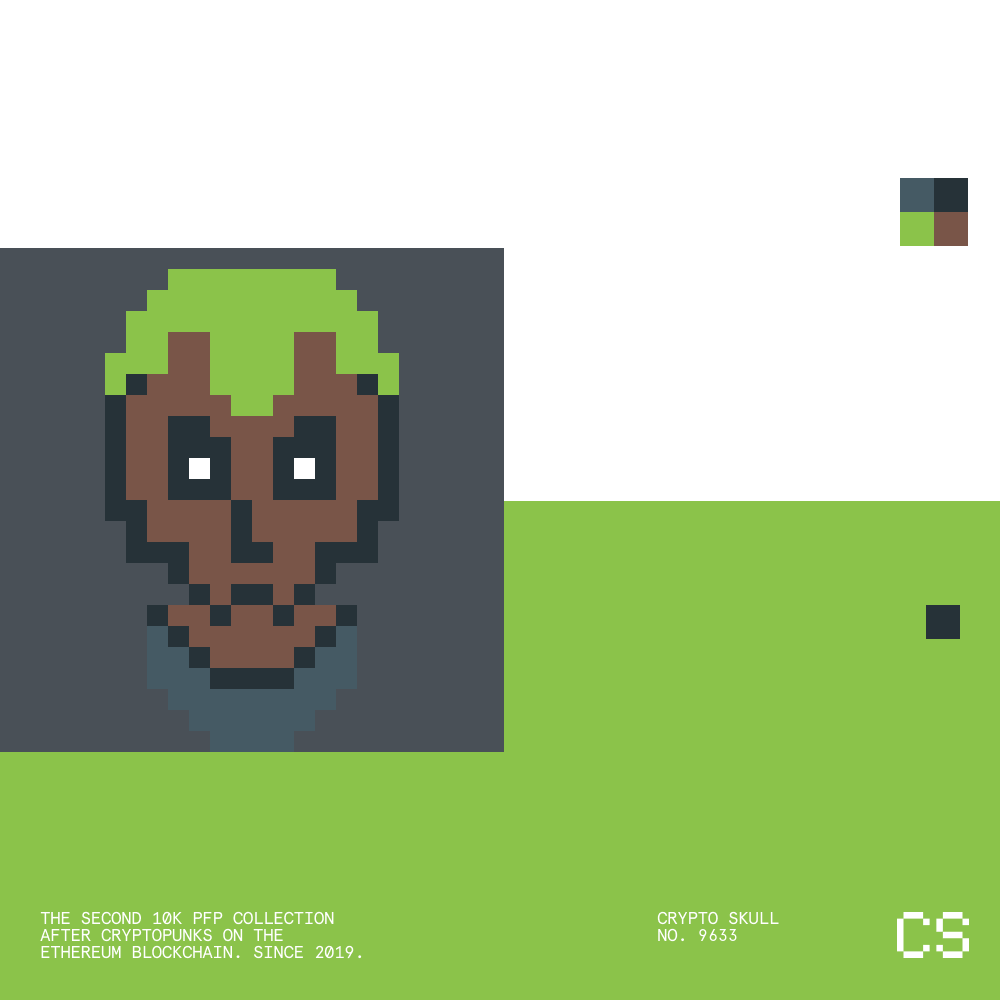 THE SECOND 10K PFP COLLECTION
AFTER CRYPTOPUNKS ON THE
ETHEREUM BLOCKCHAIN. SINCE 2019.
CRYPTO SKULL
NO. 9633
CS